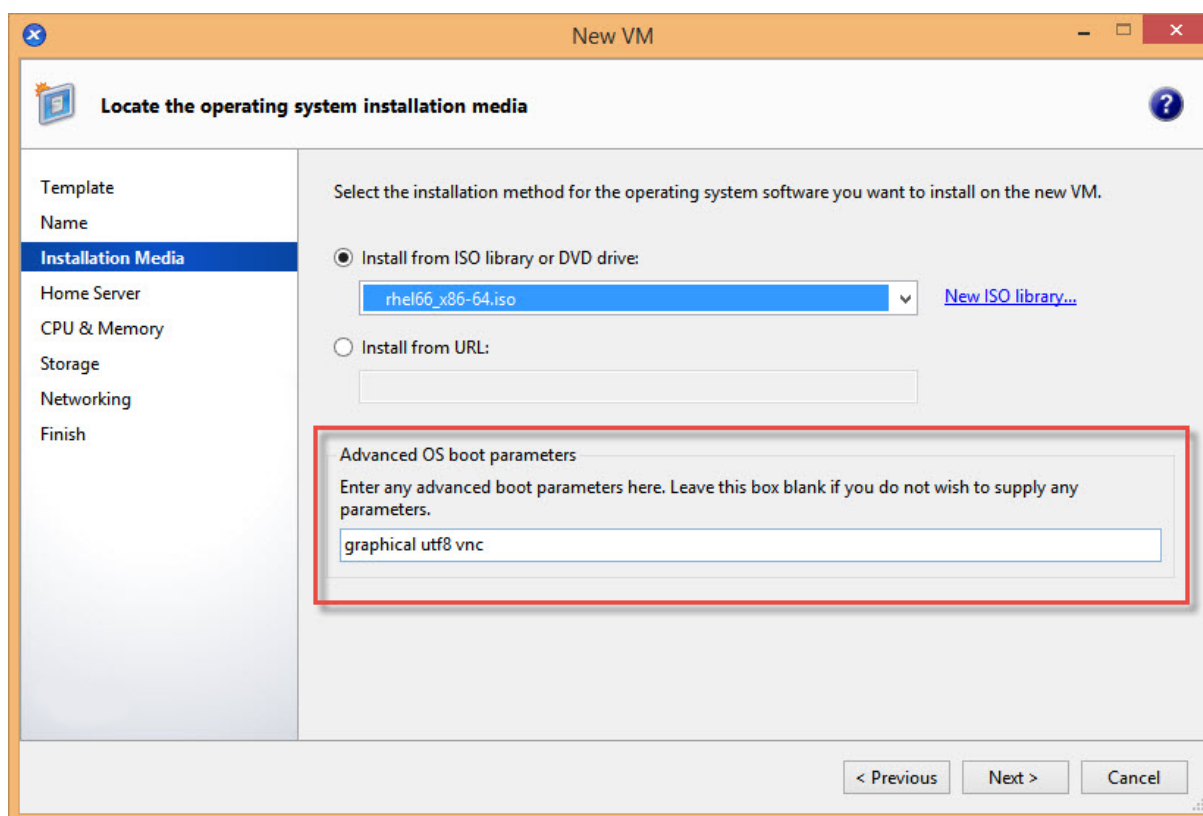 New VM
Locate the operating system installation media
Template
Name
Installation Media
Home Server
CPU & Memory
Storage
Networking
Finish
Select the installation method for the operating system software you want to install on the new VM.
Install from ISO library or DVD drive:
rhel66_x86-64.iso
New ISO library...
Install from URL:
Advanced OS boot parameters
Enter any advanced boot parameters here. Leave this box blank if you do not wish to supply any
parameters.
graphical utf8 vnc
< Previous
Next >
Cancel